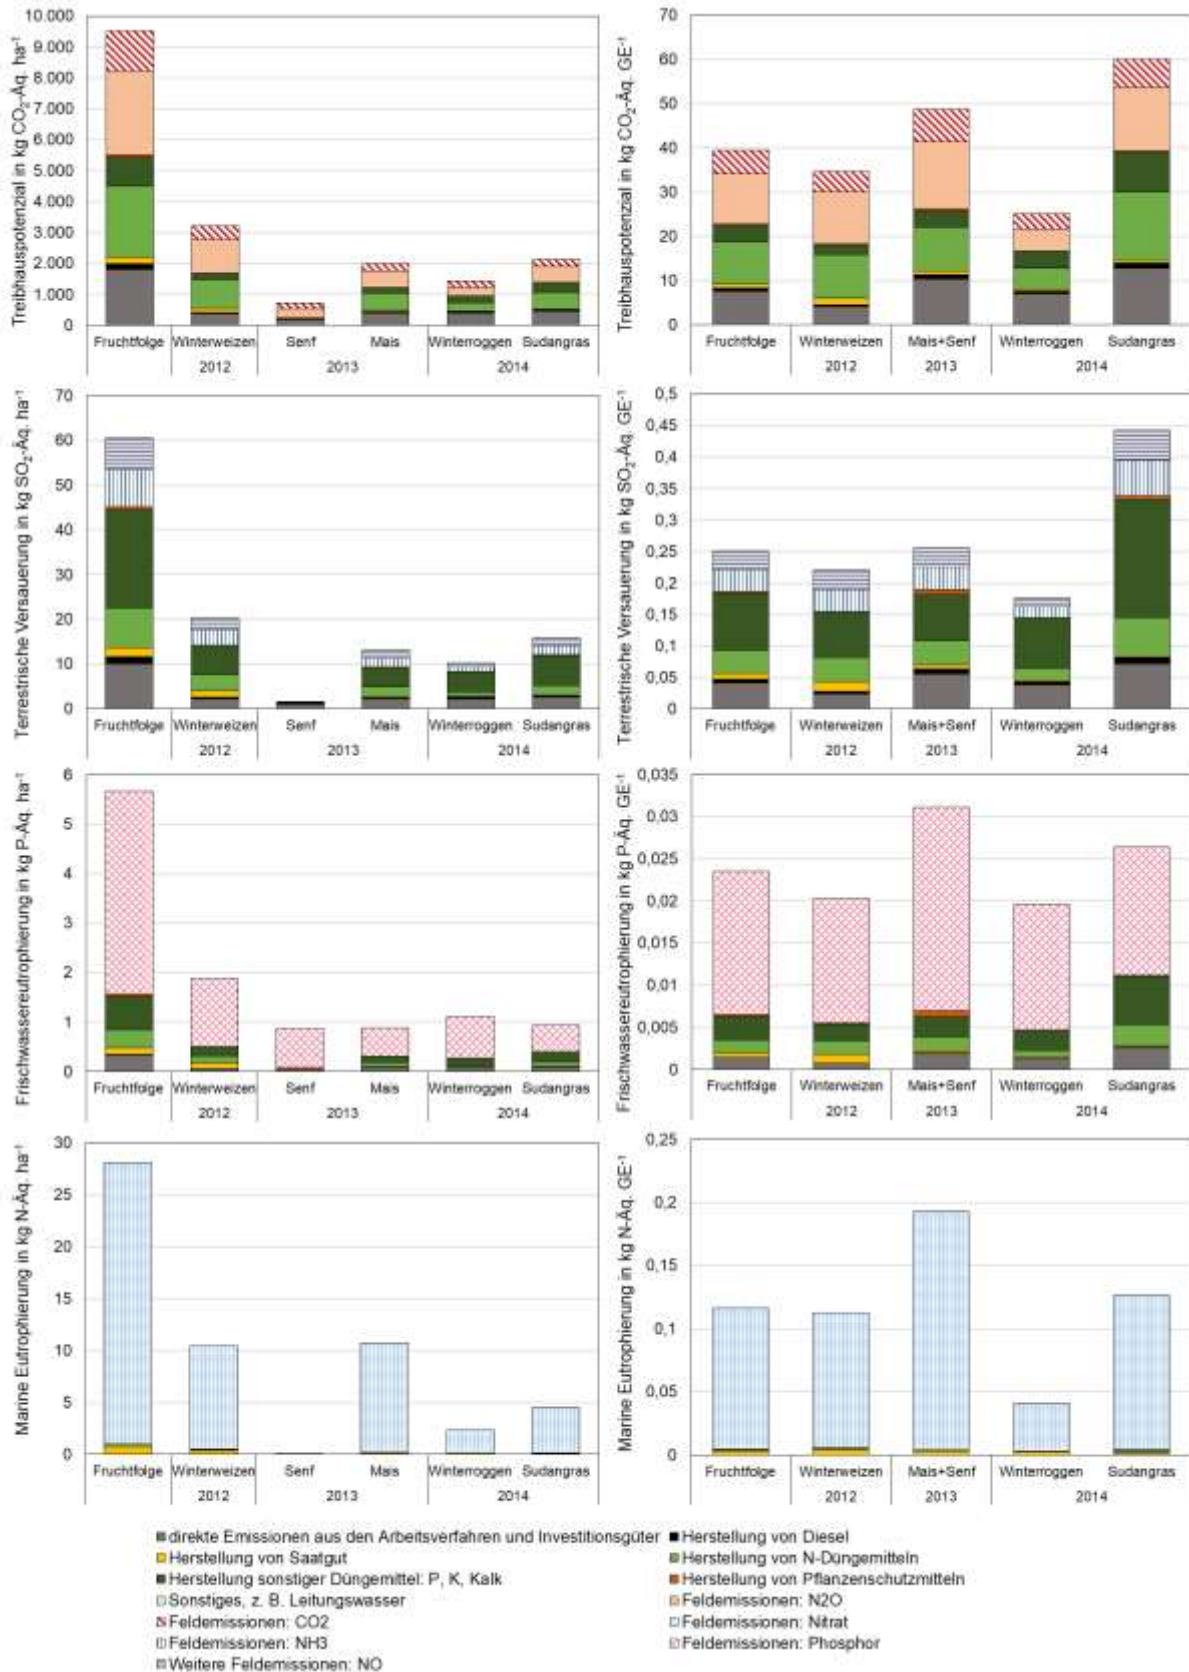 Treibhauspotenzial in kg CO₂-Äq. ha⁻¹
10.000
9.000
8.000
7.000
6.000
5.000
4.000
3.000
2.000
1.000
0
Fruchtfolge Winterweizen Senf Mais Winterroggen Sudangras
2012 2013 2014
Treibhauspotenzial in kg CO₂-Äq. GE⁻¹
70
60
50
40
30
20
10
0
Fruchtfolge Winterweizen Mais+Senf Winterroggen Sudangras
2012 2013 2014
Terrestrische Versauerung in kg SO₂-Äq. ha⁻¹
70
60
50
40
30
20
10
0
Fruchtfolge Winterweizen Senf Mais Winterroggen Sudangras
2012 2013 2014
Terrestrische Versauerung in kg SO₂-Äq. GE⁻¹
0,5
0,45
0,4
0,35
0,3
0,25
0,2
0,15
0,1
0,05
0
Fruchtfolge Winterweizen Mais+Senf Winterroggen Sudangras
2012 2013 2014
Frischwassereutrophierung in kg P-Äq. ha⁻¹
6
5
4
3
2
1
0
Fruchtfolge Winterweizen Senf Mais Winterroggen Sudangras
2012 2013 2014
Frischwassereutrophierung in kg P-Äq. GE⁻¹
0,035
0,03
0,025
0,02
0,015
0,01
0,005
0
Fruchtfolge Winterweizen Mais+Senf Winterroggen Sudangras
2012 2013 2014
Marine Eutrophierung in kg N-Äq. ha⁻¹
30
25
20
15
10
5
0
Fruchtfolge Winterweizen Senf Mais Winterroggen Sudangras
2012 2013 2014
Marine Eutrophierung in kg N-Äq. GE⁻¹
0,25
0,2
0,15
0,1
0,05
0
Fruchtfolge Winterweizen Mais+Senf Winterroggen Sudangras
2012 2013 2014
direkte Emissionen aus den Arbeitsverfahren und Investitionsgüter Herstellung von Diesel
Herstellung von Saatgut Herstellung von N-Düngemitteln
Herstellung sonstiger Düngemittel: P, K, Kalk Herstellung von Pflanzenschutzmitteln
Sonstiges, z. B. Leitungswasser Feldemissionen: N2O
Feldemissionen: CO2 Feldemissionen: Nitrat
Feldemissionen: NH3 Feldemissionen: Phosphor
Weitere Feldemissionen: NO